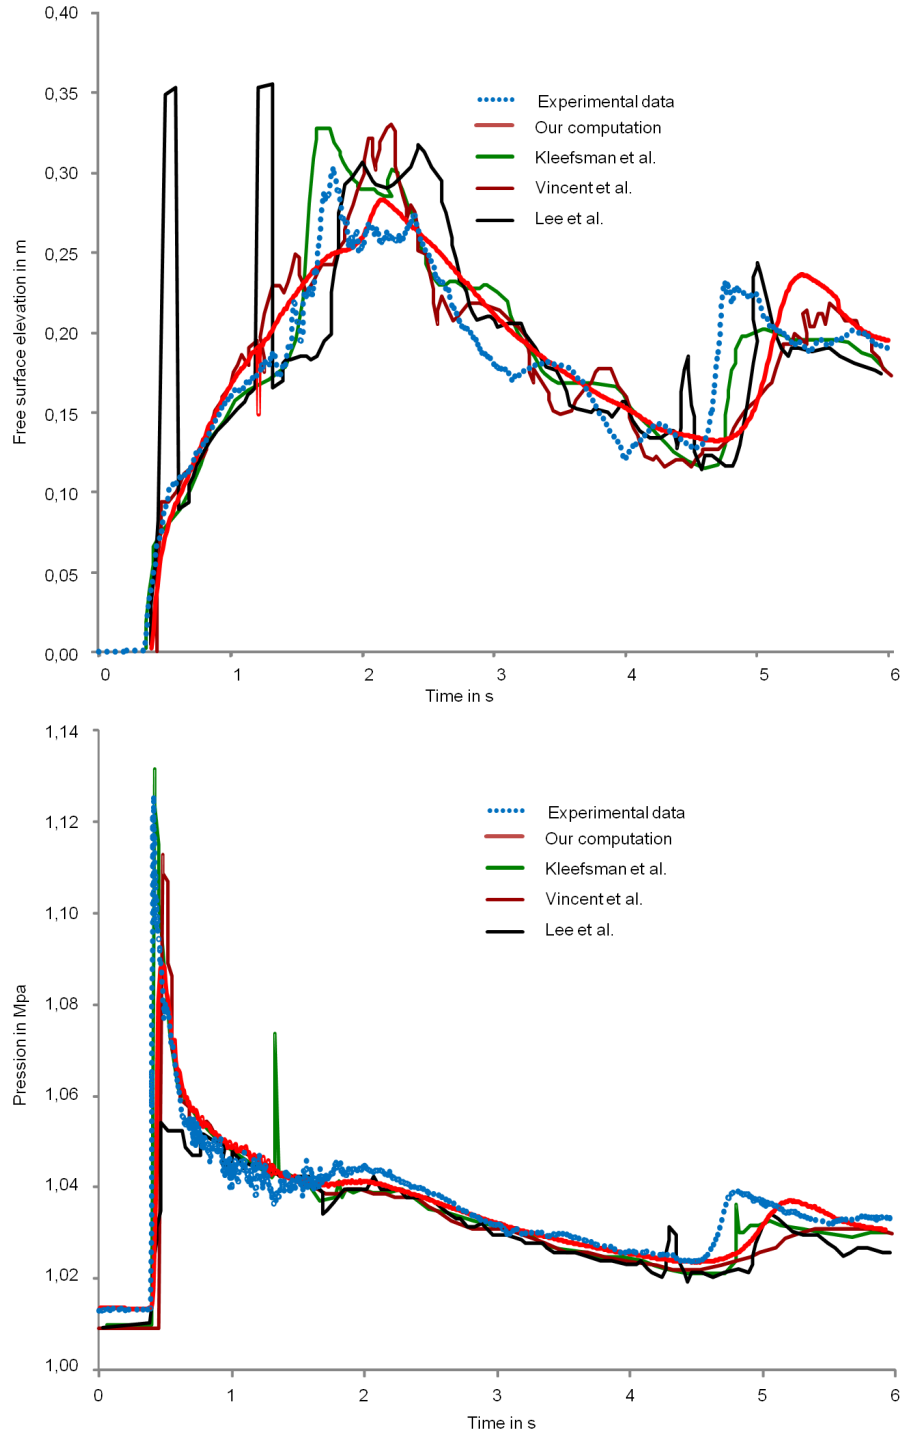 0,40
0,35
0,30
0,25
0,20
0,15
0,10
0,05
0,00
Free surface elevation in m
Experimental data
Our computation
Kleefsman et al.
Vincent et al.
Lee et al.
0 1 2 3 4 5 6
Time in s
1,14
1,12
1,10
1,08
1,06
1,04
1,02
1,00
Pression in Mpa
Experimental data
Our computation
Kleefsman et al.
Vincent et al.
Lee et al.
0 1 2 3 4 5 6
Time in s